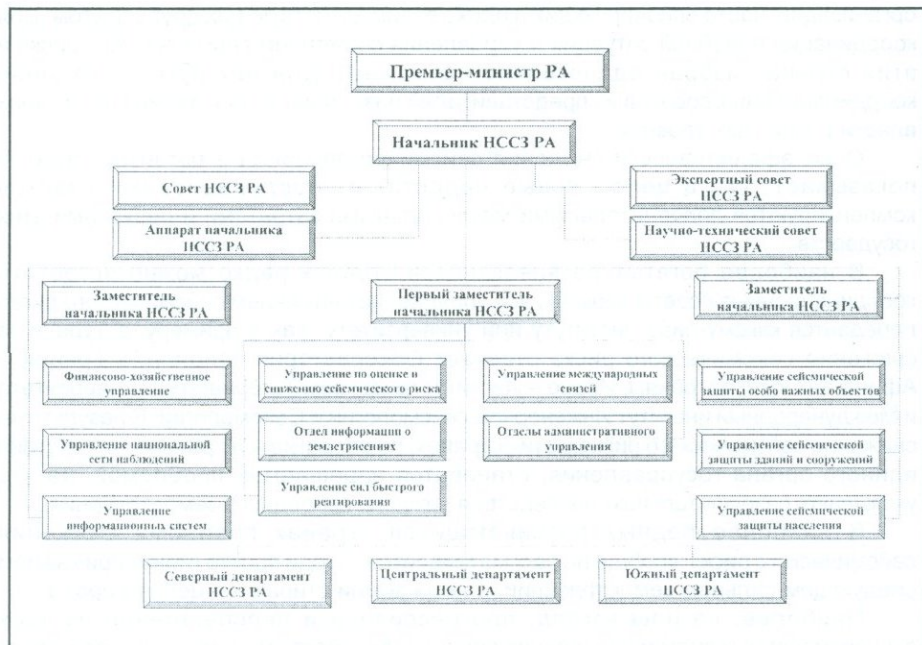 Премьер-министр РА
Начальник НССЗ РА
Совет НССЗ РА
Экспертный совет
НССЗ РА
Аппарат начальника
НССЗ РА
Научно-технический совет
НССЗ РА
Заместитель
начальника НССЗ РА
Первый заместитель
начальника НССЗ РА
Заместитель
начальника НССЗ РА
Финансово-хозяйственное
управление
Управление по оценке и
снижению сейсмического риска
Управление международных
связей
Управление сейсмической
защиты особо важных объектов
Управление национальной
сети наблюдений
Отдел информации о
землетрясениях
Отделы административного
управления
Управление сейсмической
защиты зданий и сооружений
Управление
информационных систем
Управление сил быстрого
реагирования
Управление сейсмической
защиты населения
Северный департамент
НССЗ РА
Центральный департамент
НССЗ РА
Южный департамент
НССЗ РА